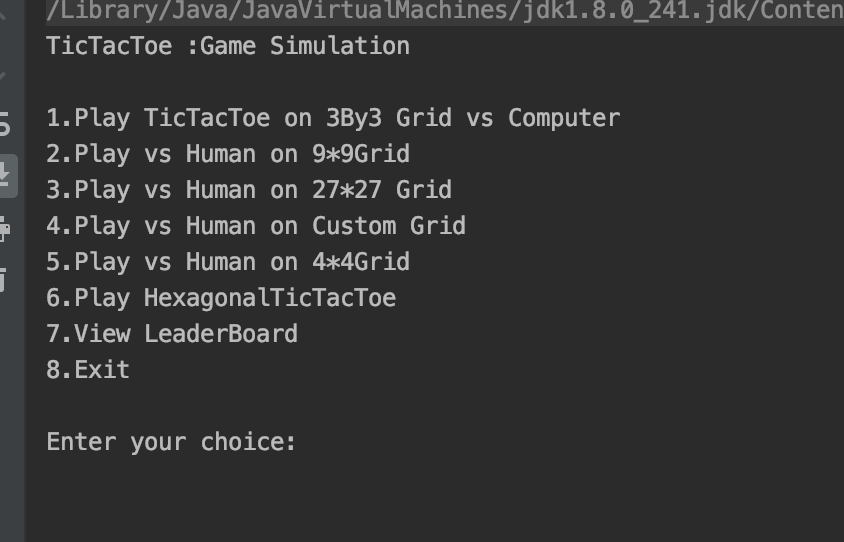 /Library/Java/JavaVirtualMachines/jdk1.8.0_241.jdk/Conten
TicTacToe :Game Simulation
1.Play TicTacToe on 3By3 Grid vs Computer
2.Play vs Human on 9*9Grid
3.Play vs Human on 27*27 Grid
4.Play vs Human on Custom Grid
5.Play vs Human on 4*4Grid
6.Play HexagonalTicTacToe
7.View LeaderBoard
8.Exit
Enter your choice: